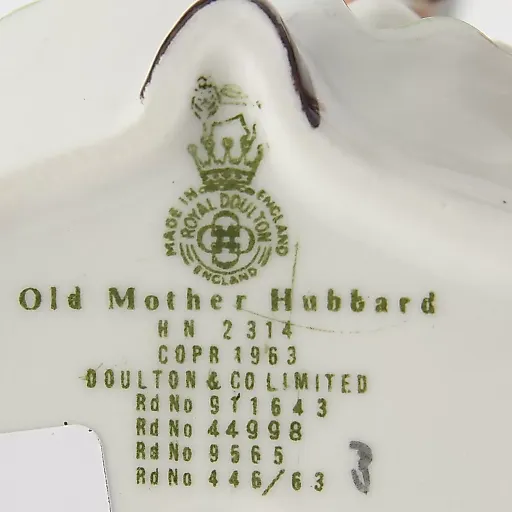 MADE IN ENGLAND
ROYAL DOULTON
ENGLAND
Old Mother Hubbard
HN 2314
COPR 1963
DOULTON & CO LIMITED
Rd No 971643
Rd No 44998
Rd No 9565
Rd No 446/63
3